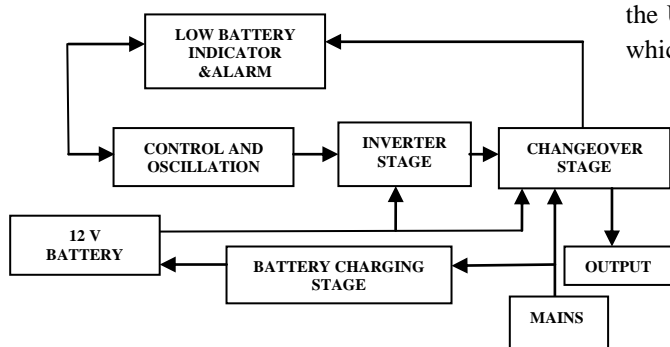 the U
which
LOW BATTERY
INDICATOR
&ALARM
CONTROL AND
OSCILLATION
INVERTER
STAGE
CHANGEOVER
STAGE
12 V
BATTERY
BATTERY CHARGING
STAGE
OUTPUT
MAINS